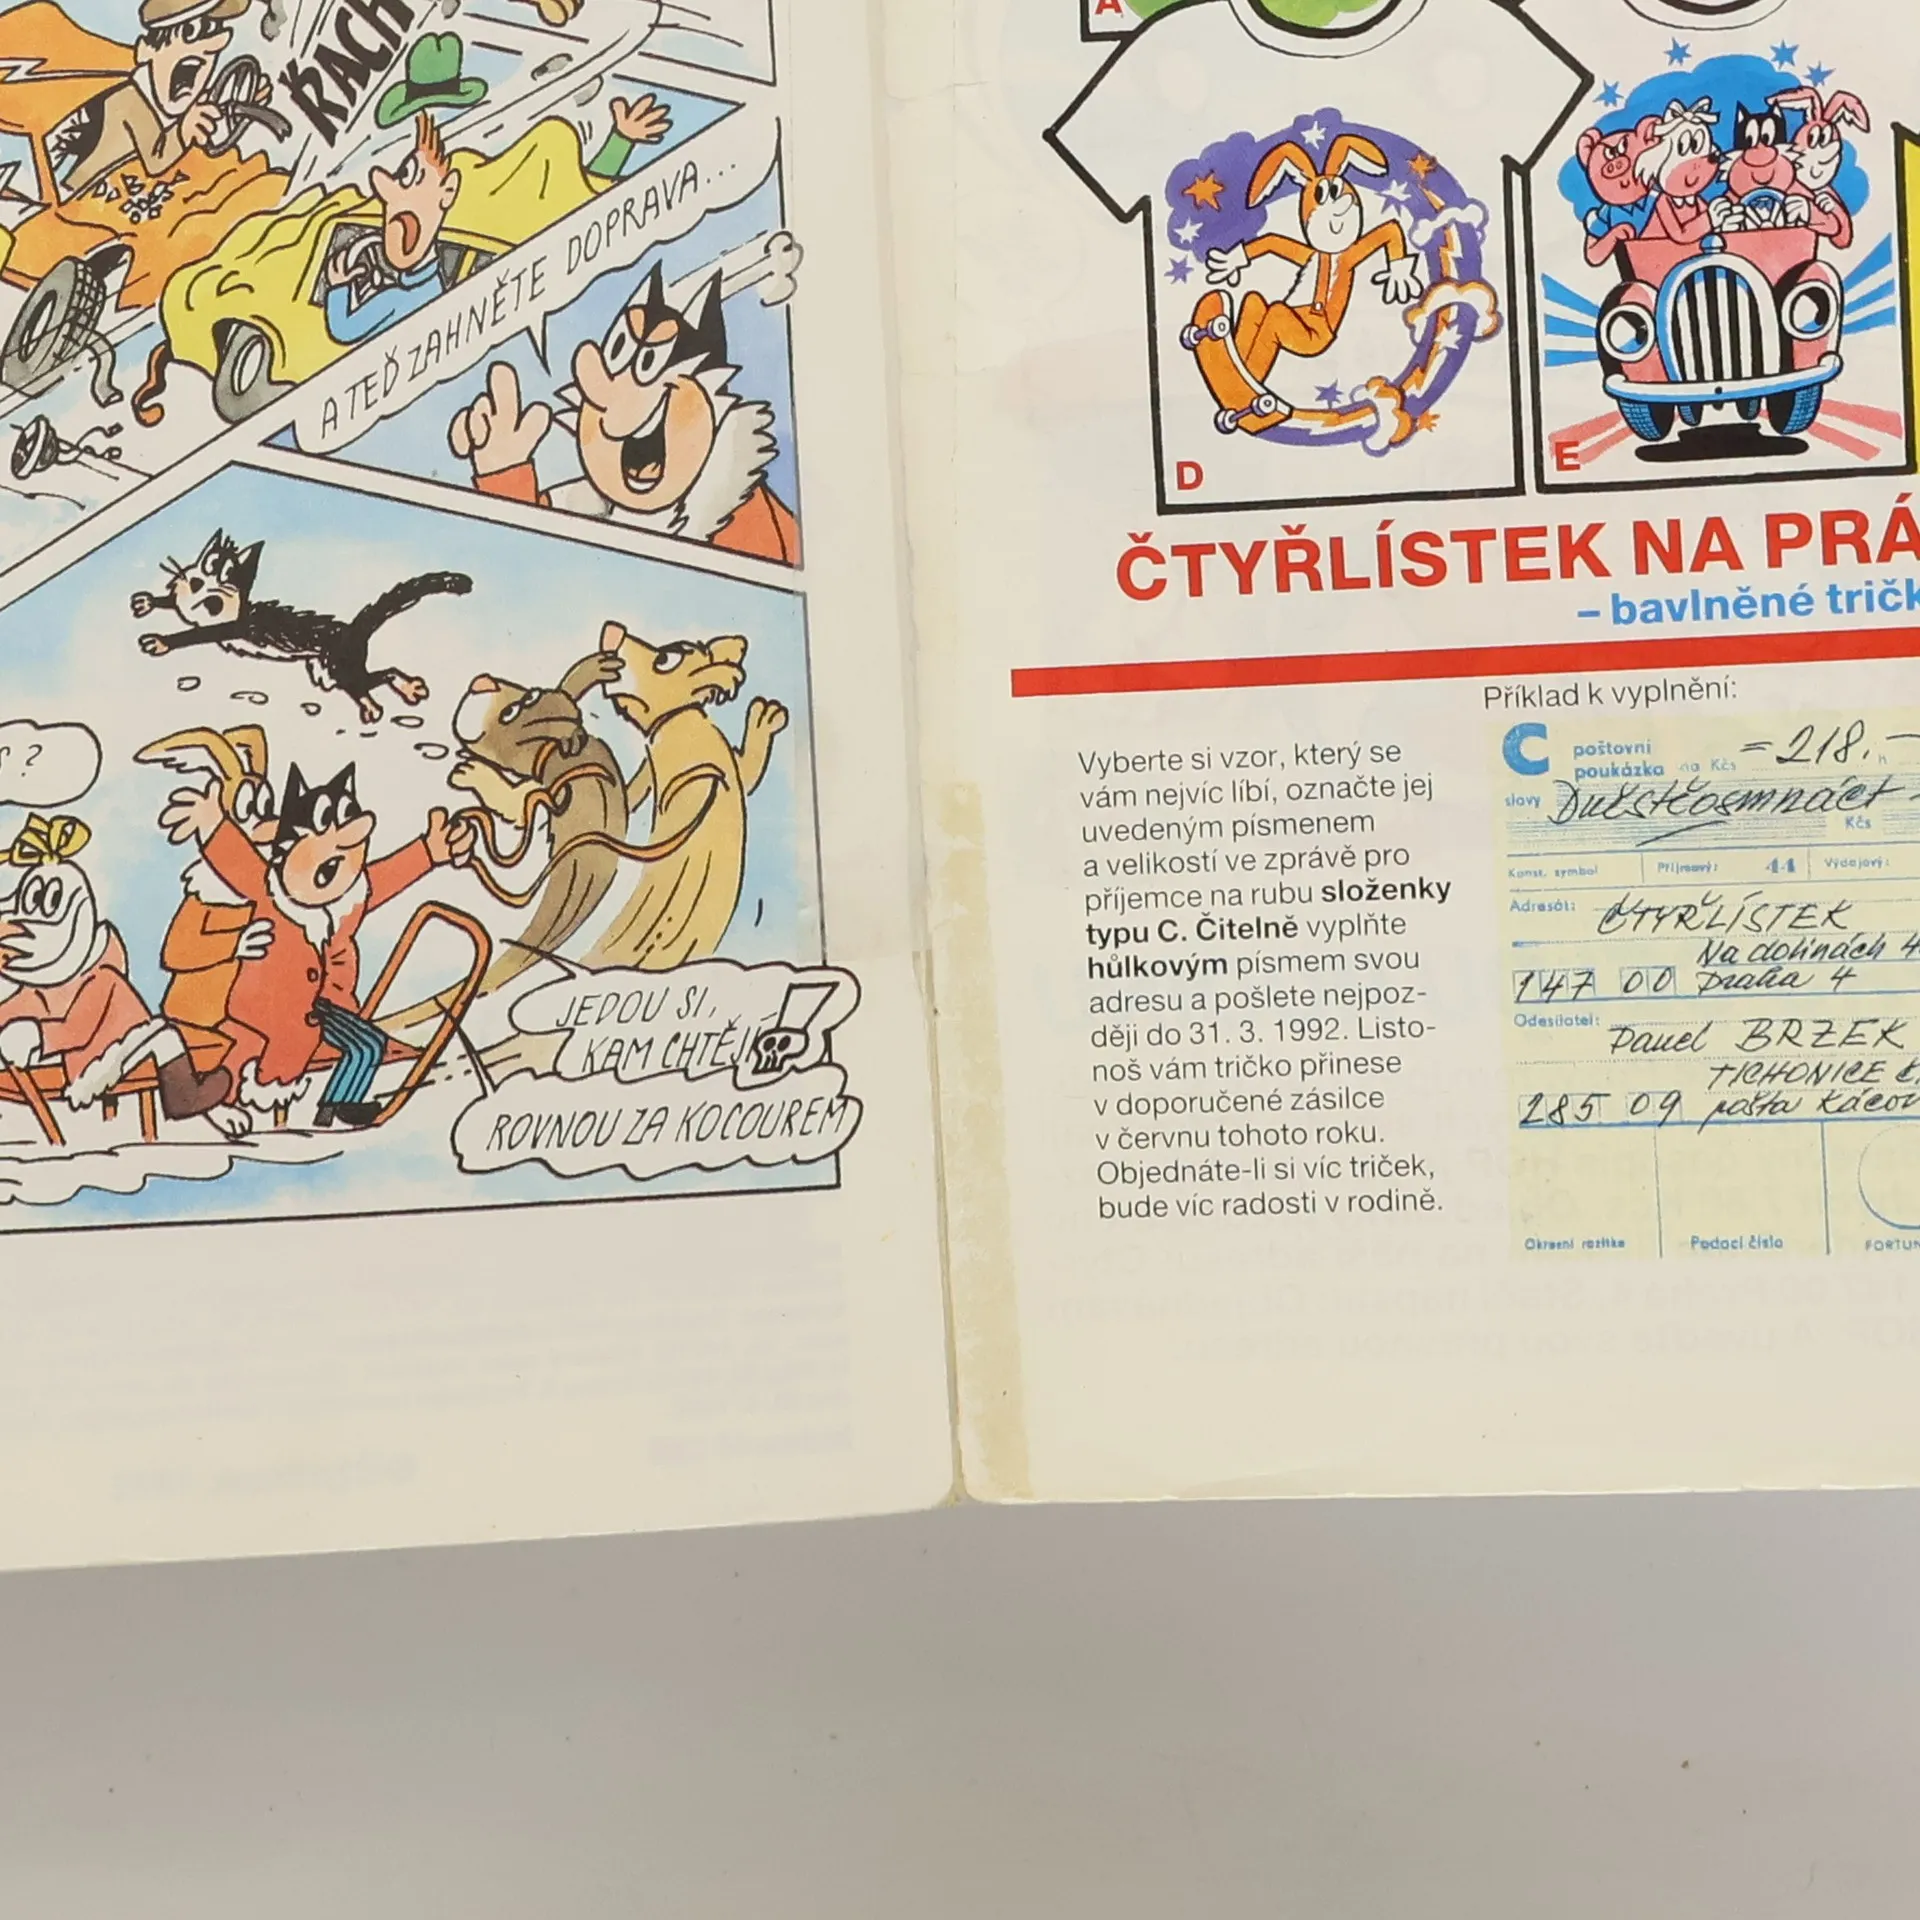 KŘACH
A TEĎ ZAHNĚTE DOPRAVA...
S?
JEDOU SI,
KAM CHTĚJÍ
ROVNOU ZA KOCOUREM
A
D
E
ČTYŘLÍSTEK NA PRÁ
– bavlněné tričk
Vyberte si vzor, který se
vám nejvíc líbí, označte jej
uvedeným písmenem
a velikostí ve zprávě pro
příjemce na rubu složenky
typu C. Čitelně vyplňte
hůlkovým písmem svou
adresu a pošlete nejpoz-
ději do 31. 3. 1992. Listo-
noš vám tričko přinese
v doporučené zásilce
v červnu tohoto roku.
Objednáte-li si víc triček,
bude víc radosti v rodině.
Příklad k vyplnění:
C poštovní poukázka na Kčs =218.- h
slovy Dvěstěosmnáct -
Kčs
Konst. symbol Příjmový: 44 Výdajový:
Adresát: ČTYŘLÍSTEK
Na dolinách
147 00 Praha 4
Odesílatel: Pavel BRZEK
TICHONICE
285 09 pošta Kácov
Okresní razítko Podací číslo FORTUN